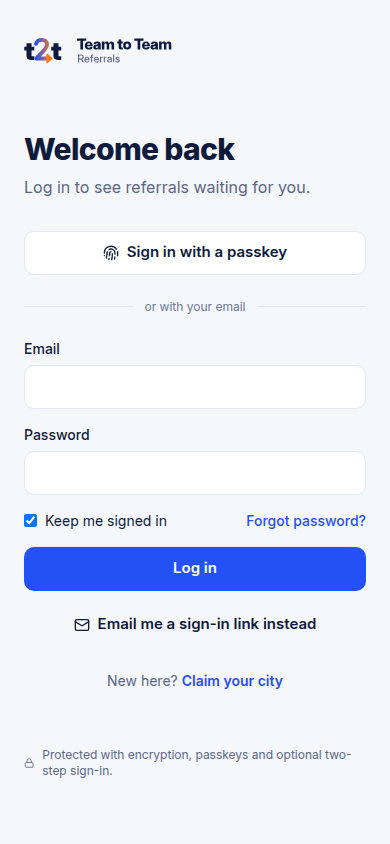 t2t
Team to Team
Referrals
Welcome back
Log in to see referrals waiting for you.
Sign in with a passkey
or with your email
Email
Password
Keep me signed in
Forgot password?
Log in
Email me a sign-in link instead
New here? Claim your city
Protected with encryption, passkeys and optional two-
step sign-in.